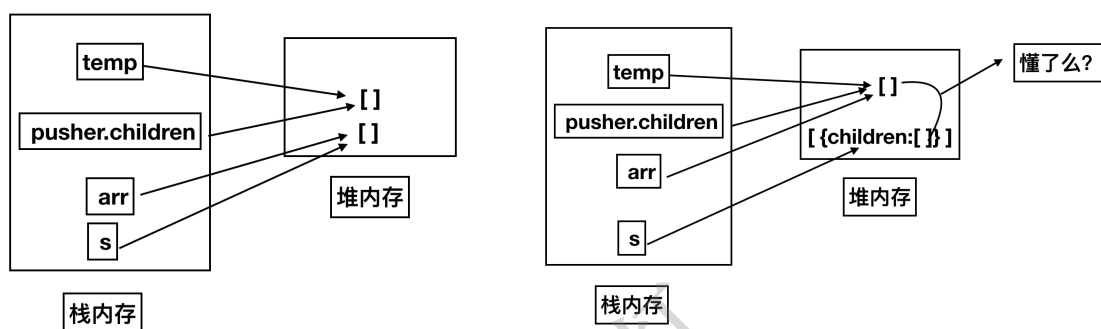 temp
[ ]
pusher.children
[ ]
arr
堆内存
s
栈内存
temp
[ ]
懂了么?
pusher.children
[ {children:[ ]} ]
arr
堆内存
s
栈内存